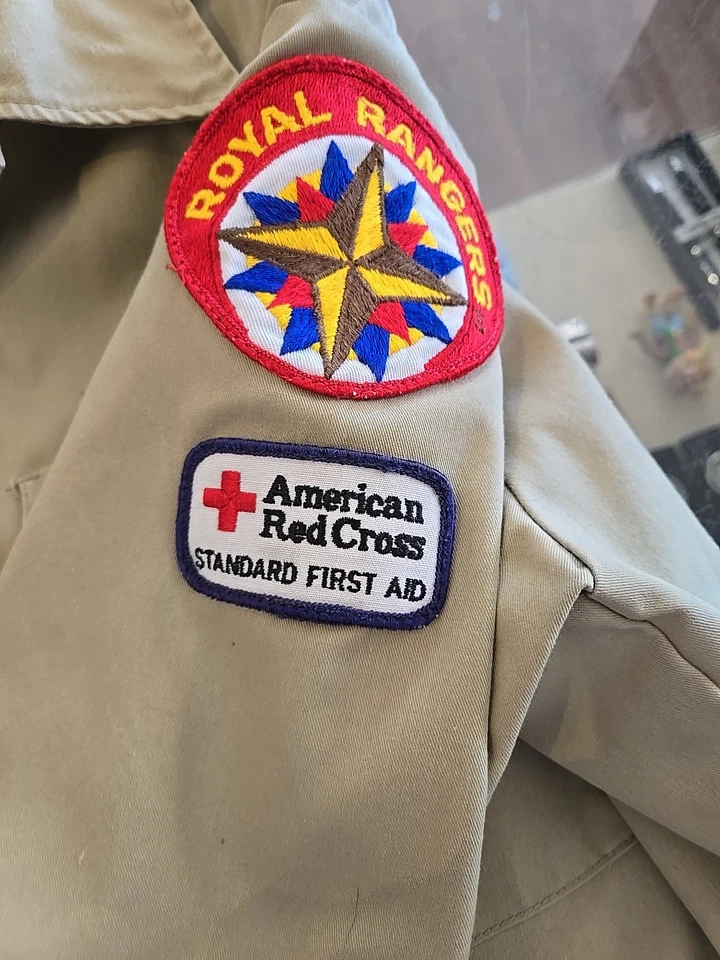 ROYAL RANGERS
American
Red Cross
STANDARD FIRST AID